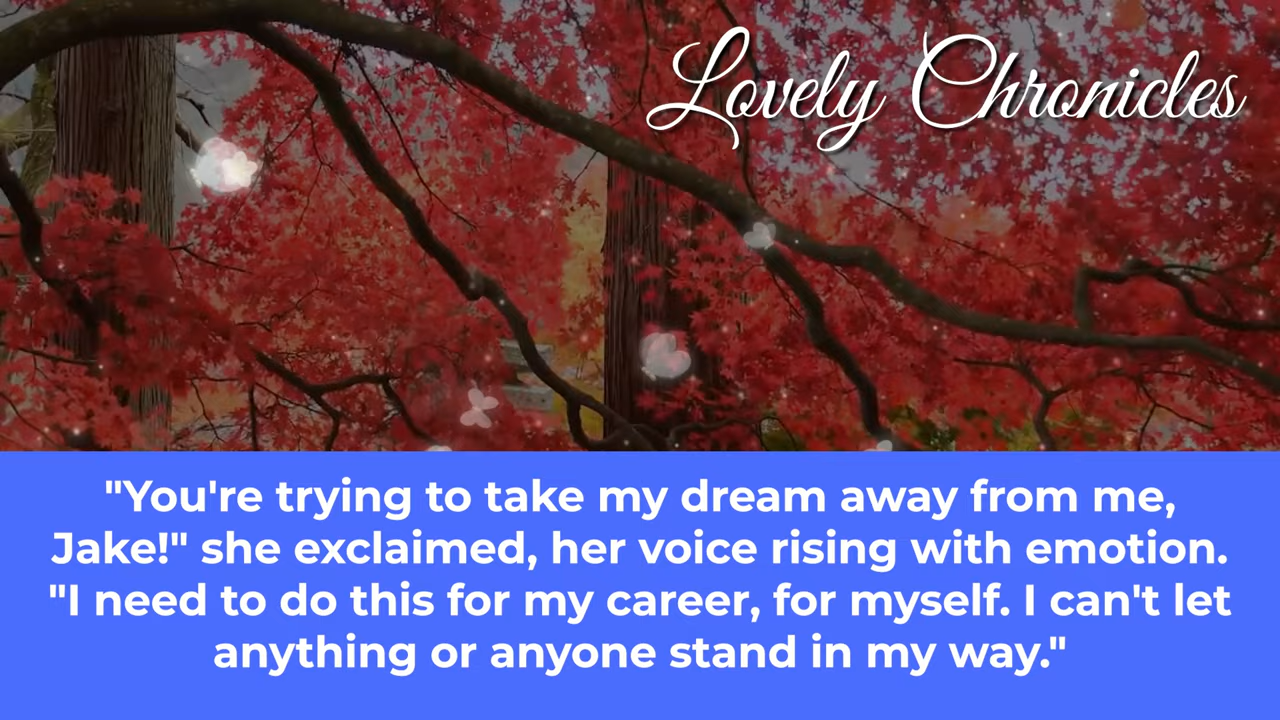 Lovely Chronicles
"You're trying to take my dream away from me,
Jake!" she exclaimed, her voice rising with emotion.
"I need to do this for my career, for myself. I can't let
anything or anyone stand in my way."